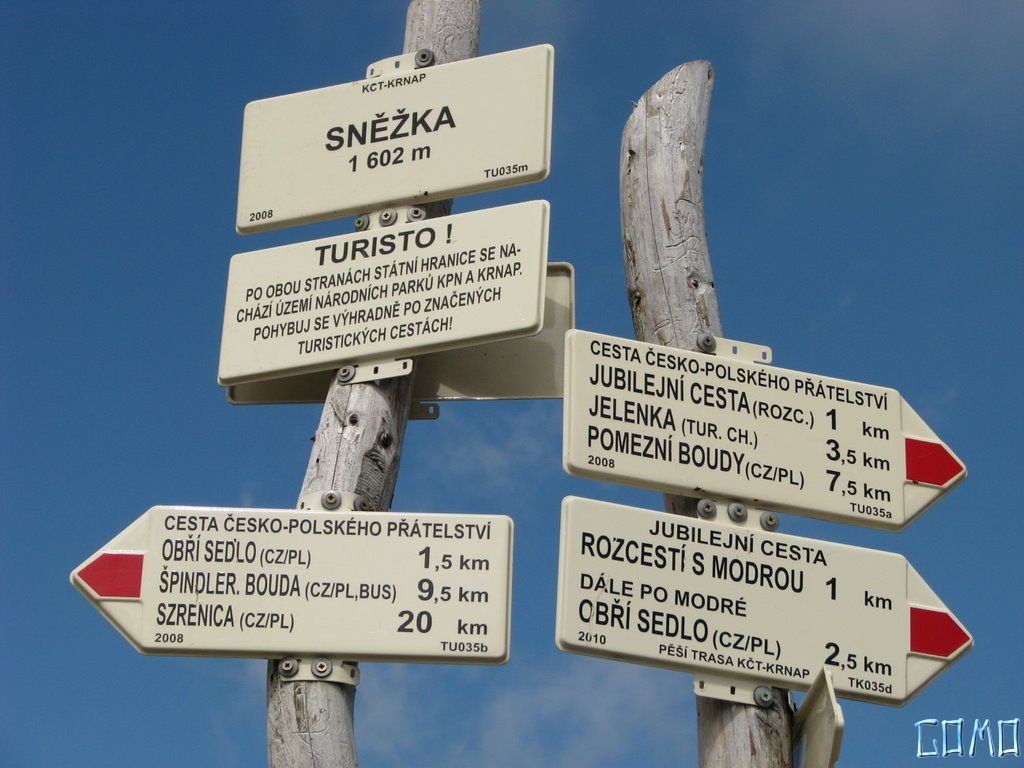 KČT-KRNAP
SNĚŽKA
1 602 m
2008
TU035m
TURISTO !
PO OBOU STRANÁCH STÁTNÍ HRANICE SE NA-
CHÁZÍ ÚZEMÍ NÁRODNÍCH PARKŮ KPN A KRNAP.
POHYBUJ SE VÝHRADNĚ PO ZNAČENÝCH
TURISTICKÝCH CESTÁCH!
CESTA ČESKO-POLSKÉHO PŘÁTELSTVÍ
JUBILEJNÍ CESTA (ROZC.) 1 km
JELENKA (TUR. CH.) 3,5 km
POMEZNÍ BOUDY (CZ/PL) 7,5 km
2008
TU035a
CESTA ČESKO-POLSKÉHO PŘÁTELSTVÍ
OBŘÍ SEDLO (CZ/PL) 1,5 km
ŠPINDLER. BOUDA (CZ/PL,BUS) 9,5 km
SZRENICA (CZ/PL) 20 km
2008
TU035b
JUBILEJNÍ CESTA
ROZCESTÍ S MODROU 1 km
DÁLE PO MODRÉ
OBŘÍ SEDLO (CZ/PL) 2,5 km
2010
PĚŠÍ TRASA KČT-KRNAP
TK035d
GOMO